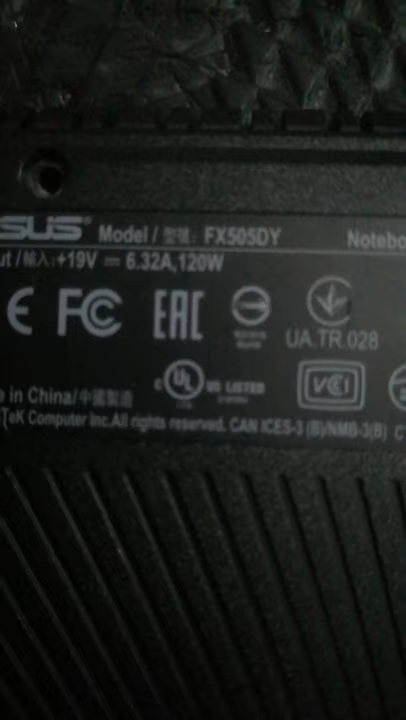 SUS® Model / 型號: FX505DY Notebo
ut / 輸入:+19V ⎓ 6.32A,120W
CE FC EAC
UA.TR.028
c UL US LISTED
VCI
in China/中國製造
TeK Computer Inc.All rights reserved. CAN ICES-3 (B)/NMB-3(B)